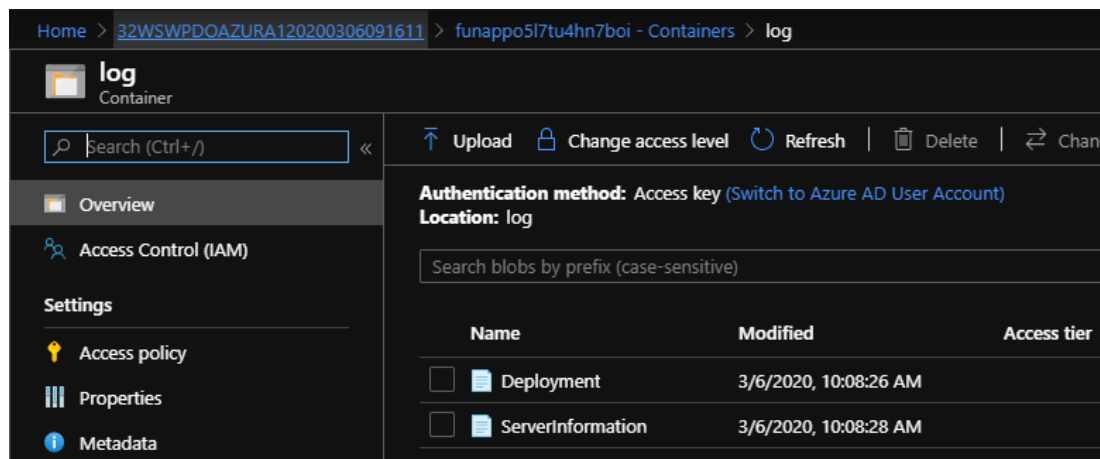 Home > 32WSWPDOAZURA120200306091611 > funappo5l7tu4hn7boi - Containers > log
log
Container
Search (Ctrl+/)
«
Upload Change access level Refresh Delete Chan
Overview
Access Control (IAM)
Settings
Access policy
Properties
Metadata
Authentication method: Access key (Switch to Azure AD User Account)
Location: log
Search blobs by prefix (case-sensitive)
Name Modified Access tier
Deployment 3/6/2020, 10:08:26 AM
ServerInformation 3/6/2020, 10:08:28 AM